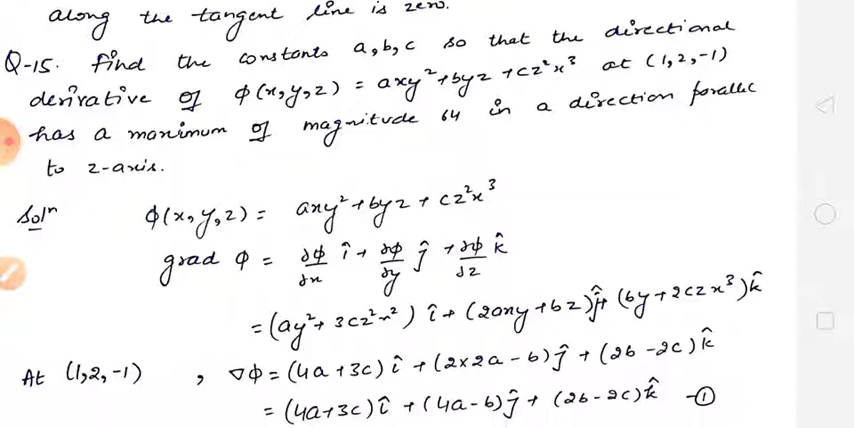 along the tangent line is zero.
Q-15. Find the constants a, b, c so that the directional
derivative of ϕ(x,y,z) = axy²+byz+cz²x³ at (1,2,-1)
has a maximum of magnitude 64 in a direction parallel
to z-axis.
Solⁿ ϕ(x,y,z) = axy²+byz+cz²x³
grad ϕ = ∂ϕ/∂x î + ∂ϕ/∂y ĵ + ∂ϕ/∂z k̂
= (ay²+3cz²x²) î + (2axy+bz) ĵ + (by+2czx³) k̂
At (1,2,-1), ∇ϕ = (4a+3c) î + (2×2a-b) ĵ + (2b-2c) k̂
= (4a+3c) î + (4a-b) ĵ + (2b-2c) k̂ -①